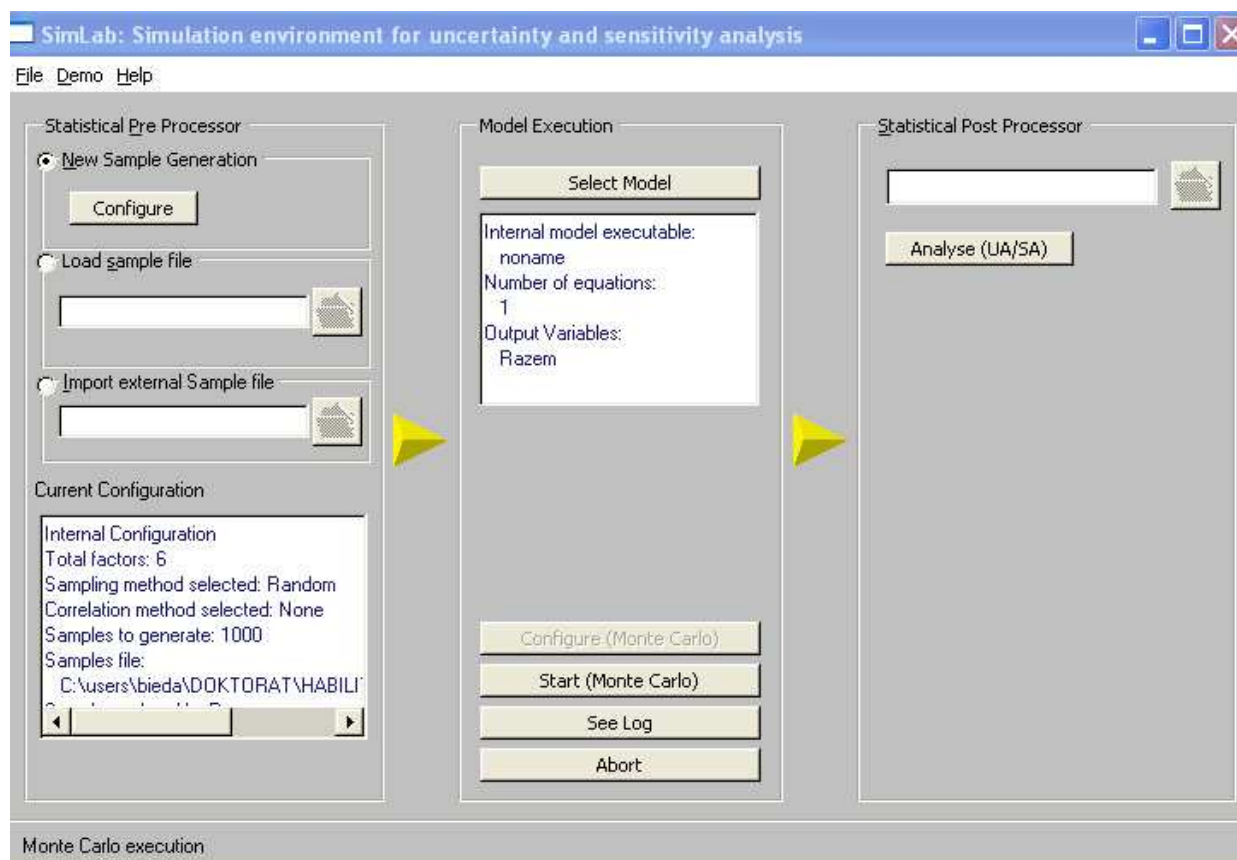 SimLab: Simulation environment for uncertainty and sensitivity analysis
File Demo Help
Statistical Pre Processor
New Sample Generation
Configure
Load sample file
Import external Sample file
Current Configuration
Internal Configuration
Total factors: 6
Sampling method selected: Random
Correlation method selected: None
Samples to generate: 1000
Samples file:
C:\users\bieda\DOKTORAT\HABILI
Model Execution
Select Model
Internal model executable:
noname
Number of equations:
1
Output Variables:
Razem
Configure (Monte Carlo)
Start (Monte Carlo)
See Log
Abort
Statistical Post Processor
Analyse (UA/SA)
Monte Carlo execution